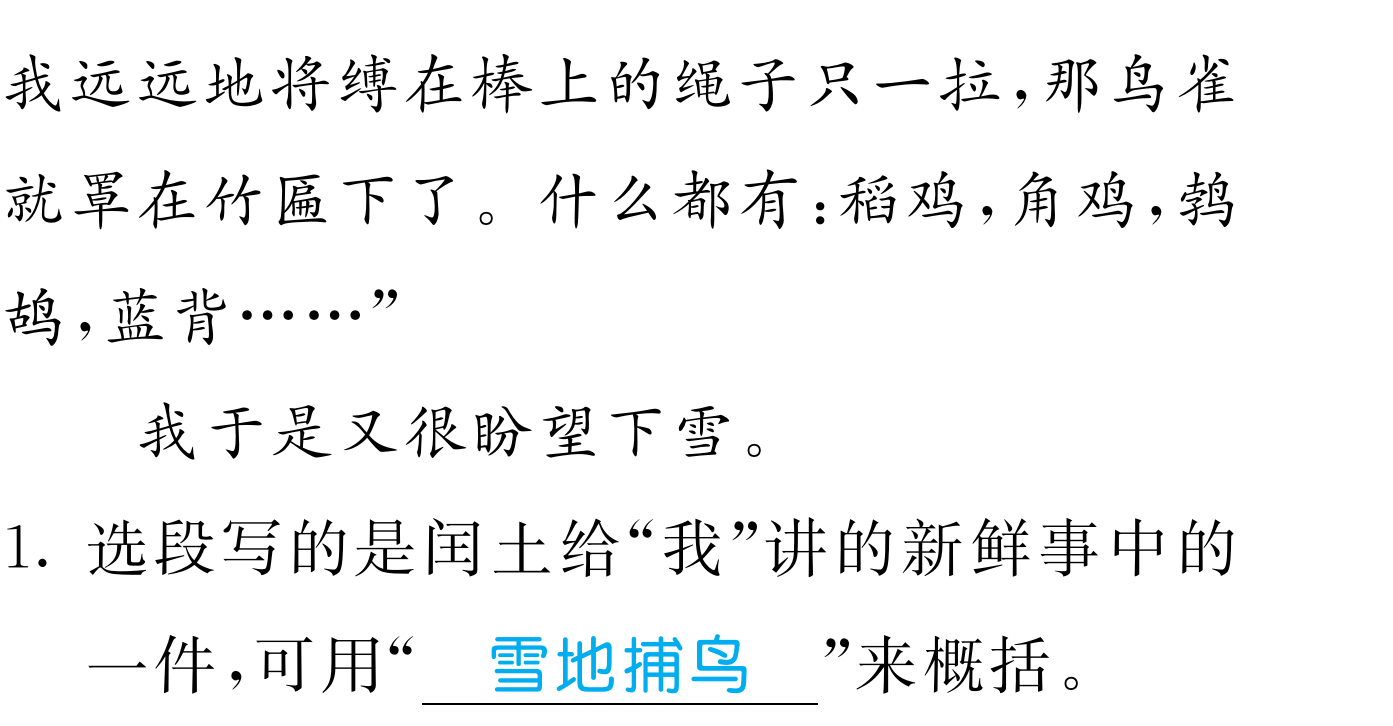 我远远地将缚在棒上的绳子只一拉，那鸟雀
就罩在竹匾下了。什么都有：稻鸡，角鸡，鹁
鸪，蓝背……”
我于是又很盼望下雪。
1. 选段写的是闰土给“我”讲的新鲜事中的
一件，可用“雪地捕鸟”来概括。